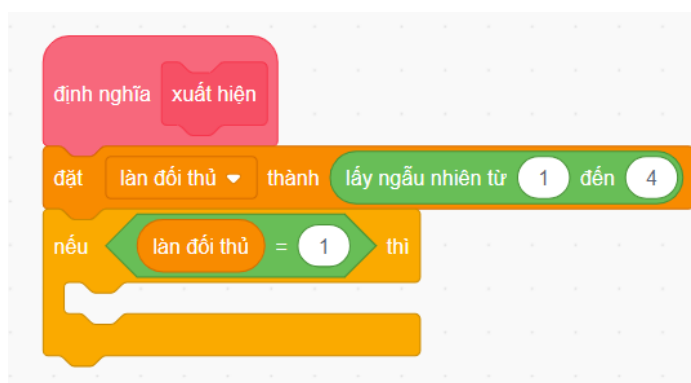 định nghĩa xuất hiện
đặt làn đối thủ thành lấy ngẫu nhiên từ 1 đến 4
nếu làn đối thủ = 1 thì